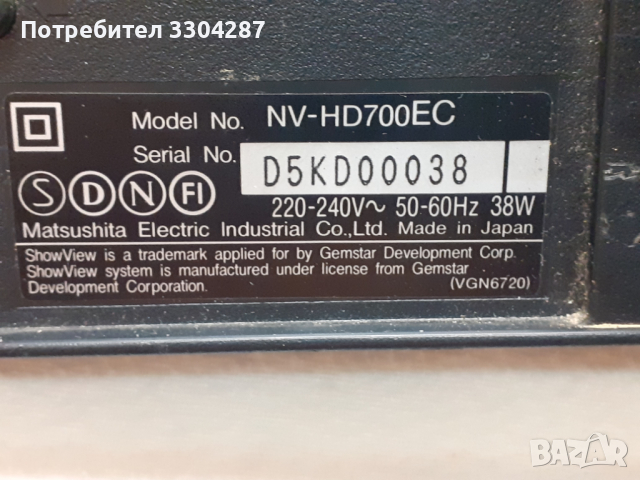 Потребител 3304287
Model No. NV-HD700EC
Serial No. D5KD00038
S D N FI
220-240V~ 50-60Hz 38W
Matsushita Electric Industrial Co.,Ltd. Made in Japan
ShowView is a trademark applied for by Gemstar Development Corp.
ShowView system is manufactured under license from Gemstar
Development Corporation. (VGN6720)
BAZAR